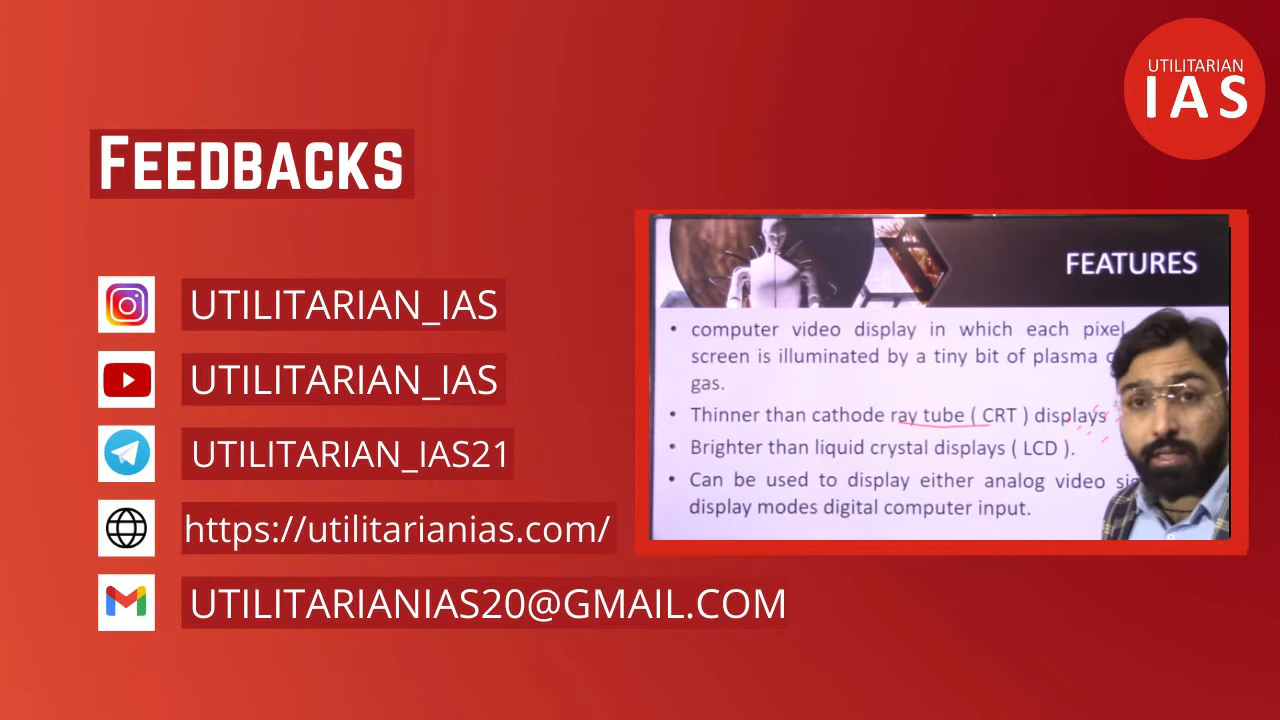 UTILITARIAN
IAS
FEEDBACKS
UTILITARIAN_IAS
UTILITARIAN_IAS
UTILITARIAN_IAS21
https://utilitarianias.com/
UTILITARIANIAS20@GMAIL.COM
FEATURES
• computer video display in which each pixel
screen is illuminated by a tiny bit of plasma
gas.
• Thinner than cathode ray tube ( CRT ) displays
• Brighter than liquid crystal displays ( LCD ).
• Can be used to display either analog video
display modes digital computer input.